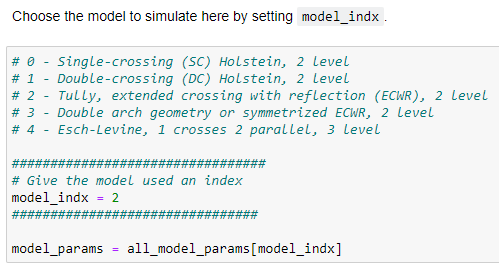 Choose the model to simulate here by setting model_indx .
# 0 - Single-crossing (SC) Holstein, 2 level
# 1 - Double-crossing (DC) Holstein, 2 level
# 2 - Tully, extended crossing with reflection (ECWR), 2 level
# 3 - Double arch geometry or symmetrized ECWR, 2 level
# 4 - Esch-Levine, 1 crosses 2 parallel, 3 level
##################################
# Give the model used an index
model_indx = 2
#################################
model_params = all_model_params[model_indx]